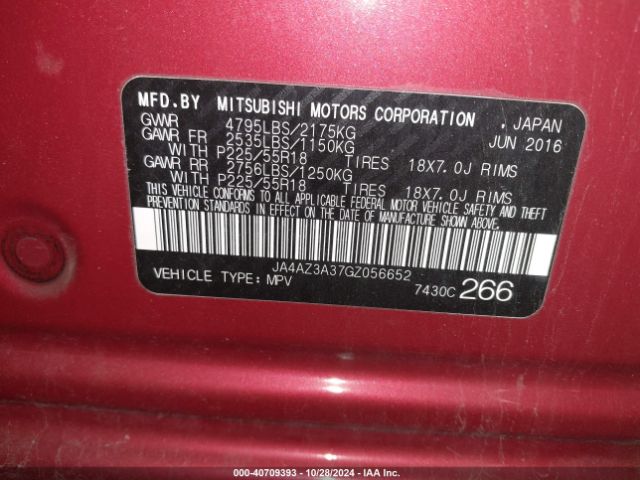 MFD.BY MITSUBISHI MOTORS CORPORATION , JAPAN
GVWR 4795LBS/2175KG JUN 2016
GAWR FR 2535LBS/1150KG
WITH P225/55R18 TIRES 18X7.0J RIMS
GAWR RR 2756LBS/1250KG
WITH P225/55R18 TIRES 18X7.0J RIMS
THIS VEHICLE CONFORMS TO ALL APPLICABLE FEDERAL MOTOR VEHICLE SAFETY AND THEFT
PREVENTION STANDARDS IN EFFECT ON THE DATE OF MANUFACTURE SHOWN ABOVE.
JA4AZ3A37GZ056652
VEHICLE TYPE: MPV 7430C 266
000-40709393 | 10/28/2024 | IAA Inc.